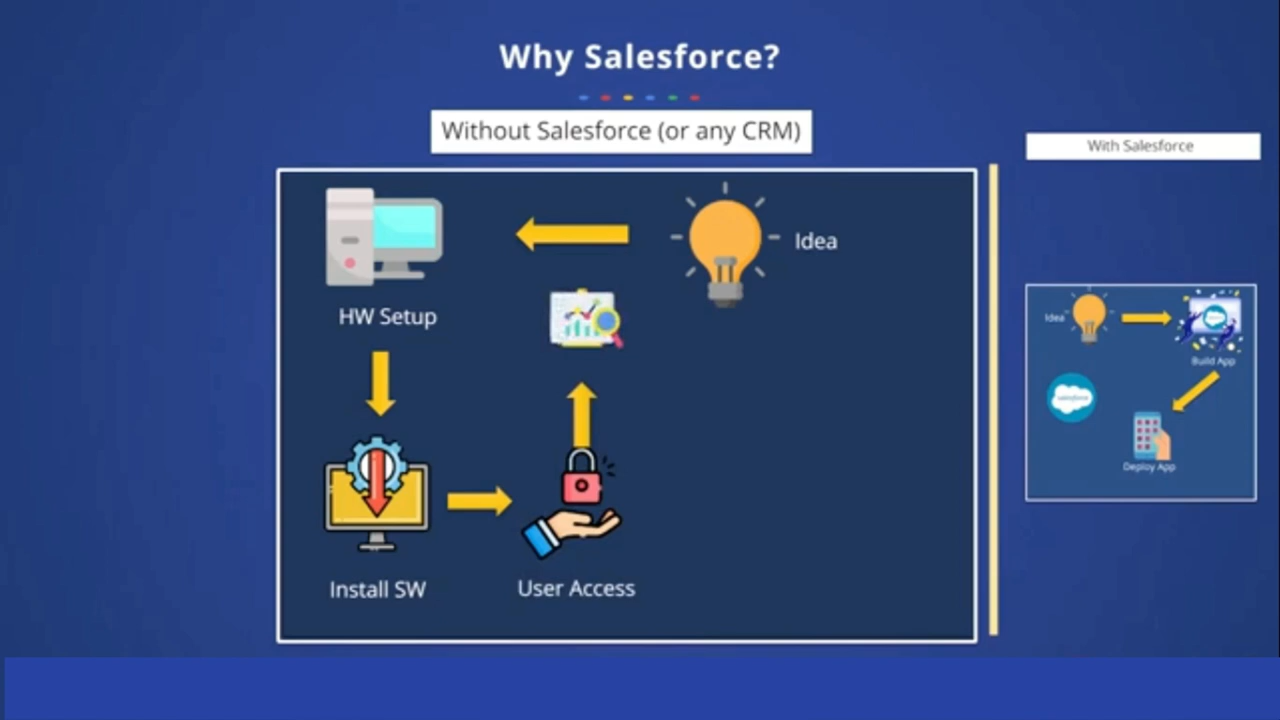 Why Salesforce?
Without Salesforce (or any CRM)
With Salesforce
Idea
HW Setup
Install SW
User Access
Idea
Build App
salesforce
Deploy App